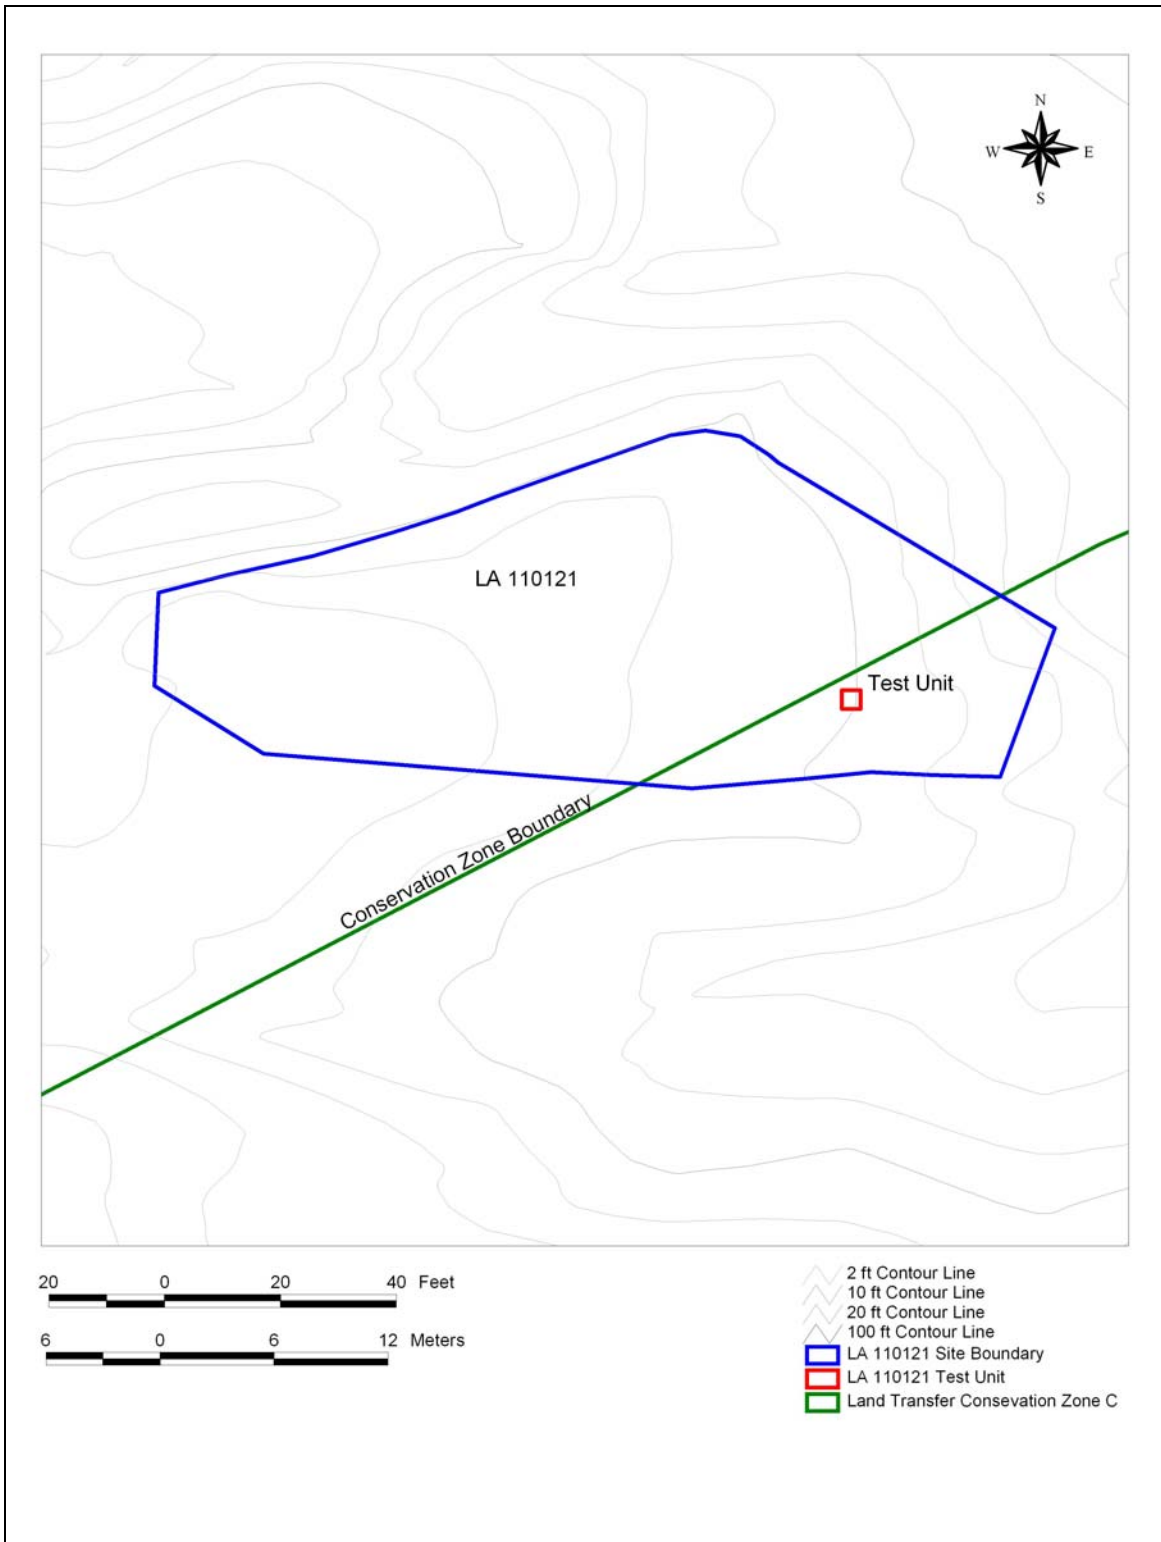 N
W E
S
LA 110121
Test Unit
Conservation Zone Boundary
20 0 20 40 Feet
6 0 6 12 Meters
2 ft Contour Line
10 ft Contour Line
20 ft Contour Line
100 ft Contour Line
LA 110121 Site Boundary
LA 110121 Test Unit
Land Transfer Consevation Zone C